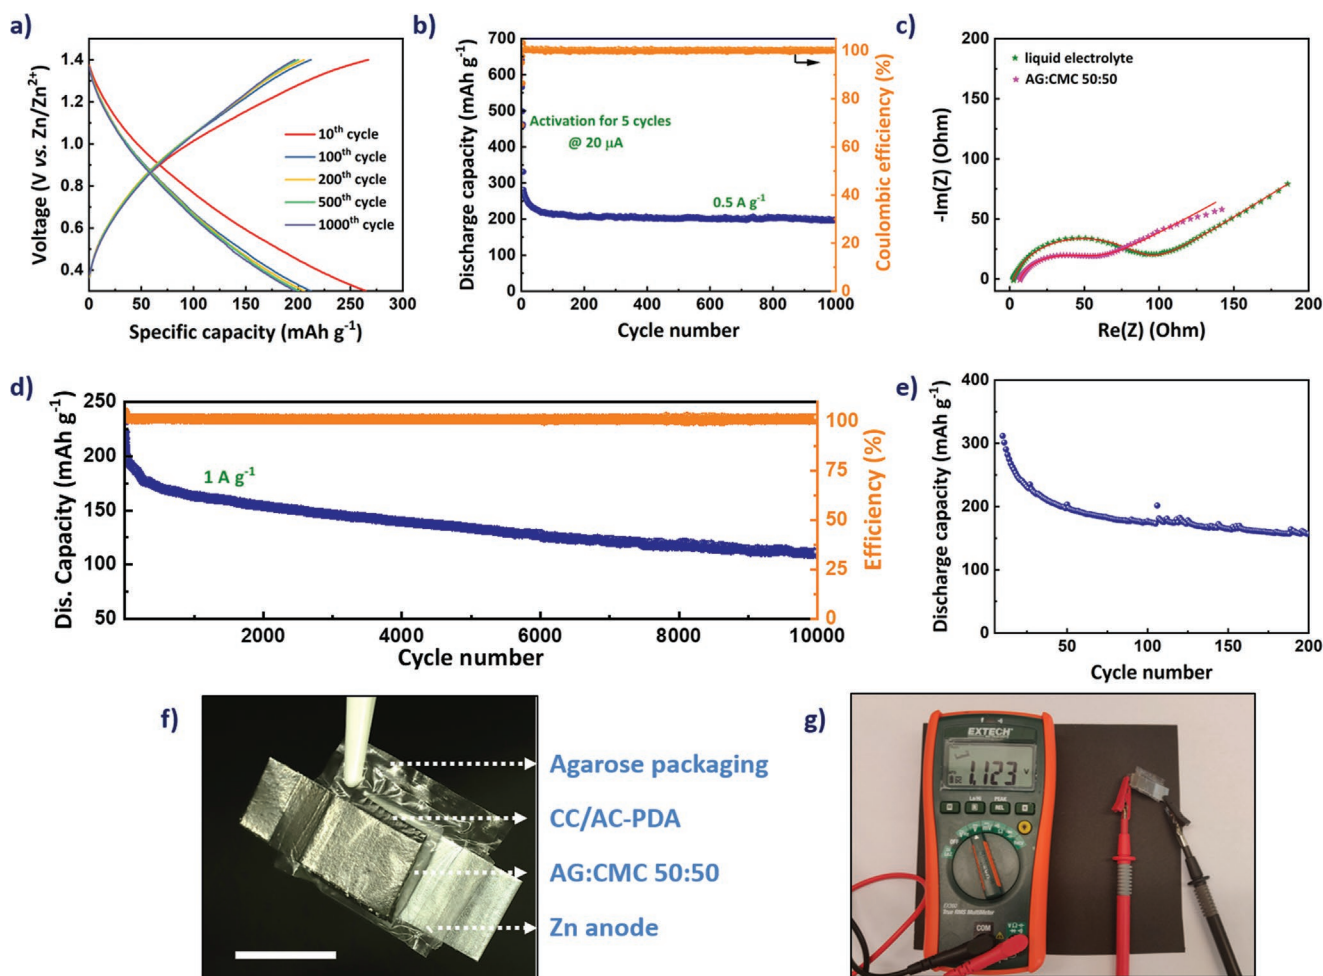 a)
1.4
1.2
1.0
0.8
0.6
0.4
Voltage (V vs. Zn/Zn²⁺)
10th cycle
100th cycle
200th cycle
500th cycle
1000th cycle
0 50 100 150 200 250 300
Specific capacity (mAh g⁻¹)
b)
700
600
500
400
300
200
100
0
Discharge capacity (mAh g⁻¹)
Activation for 5 cycles
@ 20 µA
0.5 A g⁻¹
100
80
60
40
20
0
Coulombic efficiency (%)
0 200 400 600 800 1000
Cycle number
c)
-200
-150
-100
-50
0
-Im(Z) (Ohm)
liquid electrolyte
AG:CMC 50:50
0 50 100 150 200
Re(Z) (Ohm)
d)
250
200
150
100
50
Dis. Capacity (mAh g⁻¹)
1 A g⁻¹
100
75
50
25
0
Efficiency (%)
2000 4000 6000 8000 10000
Cycle number
e)
400
300
200
100
0
Discharge capacity (mAh g⁻¹)
50 100 150 200
Cycle number
f)
Agarose packaging
CC/AC-PDA
AG:CMC 50:50
Zn anode
g)
EXTECH
1.123
V
PEAK
REL
True RMS MultiMeter
COM